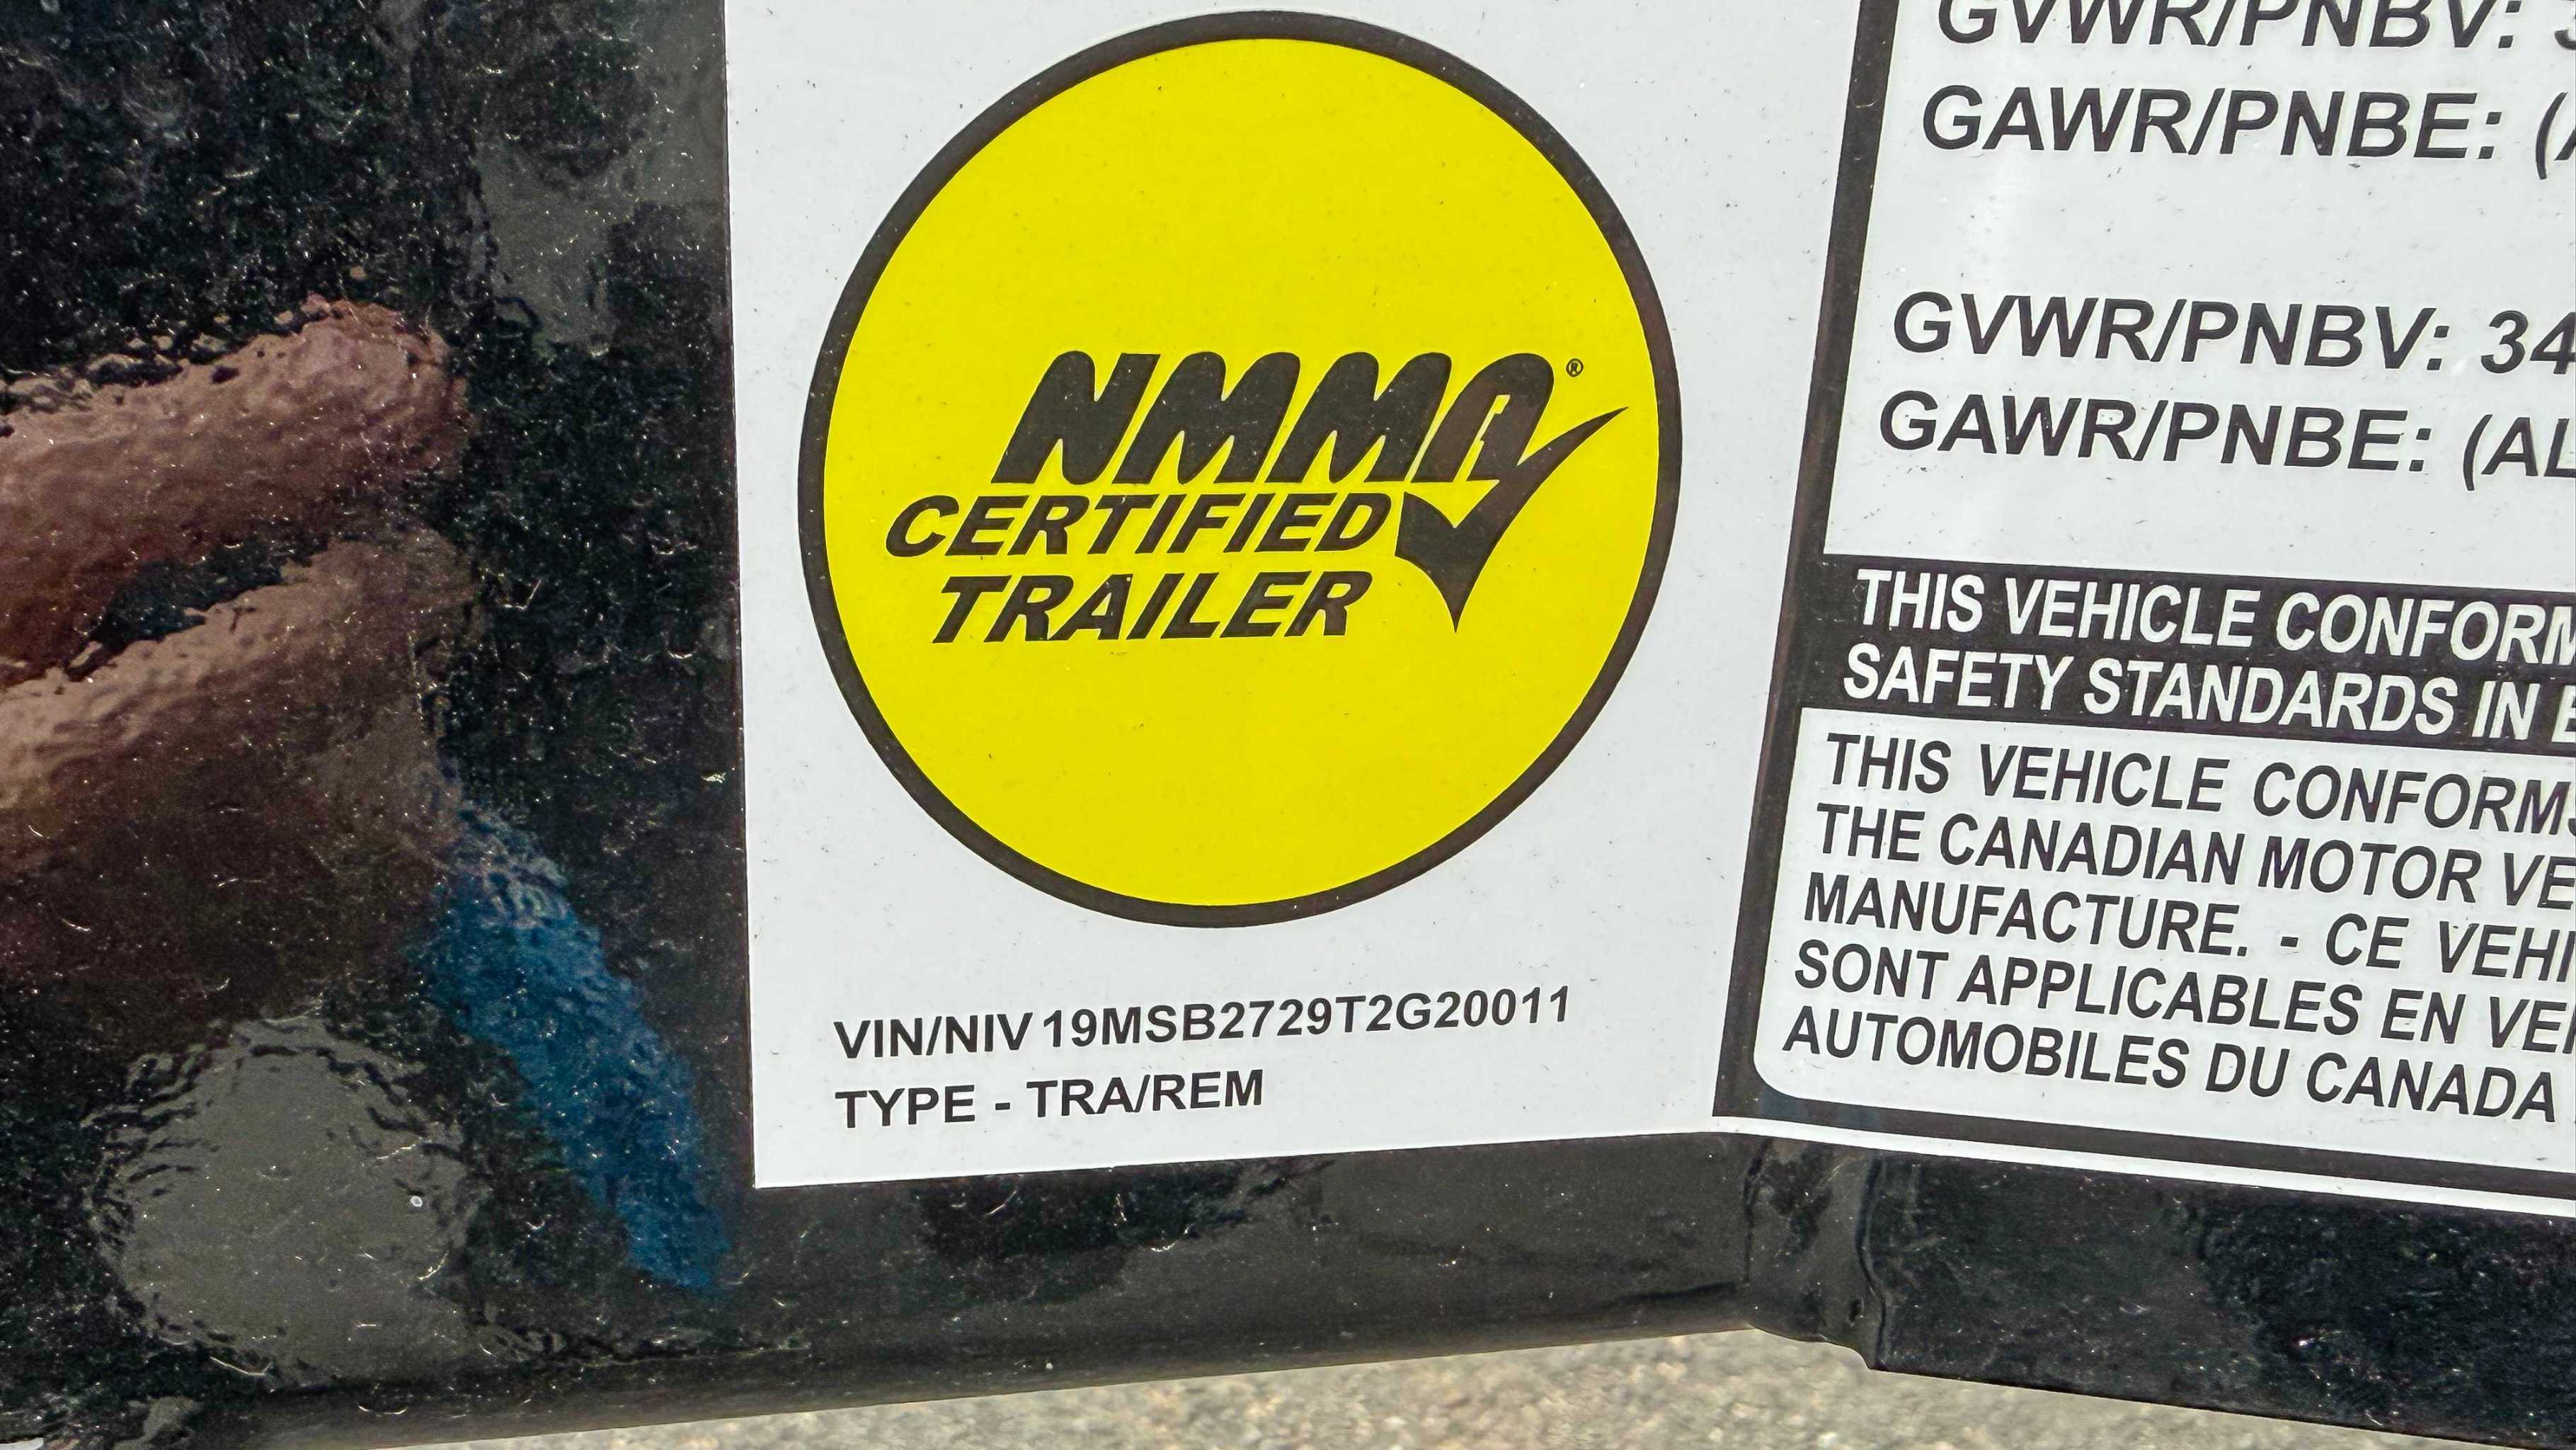 NMMA®
CERTIFIED
TRAILER
VIN/NIV 19MSB2729T2G20011
TYPE - TRA/REM
GVWR/PNBV:
GAWR/PNBE: (
GVWR/PNBV: 34
GAWR/PNBE: (AL
THIS VEHICLE CONFORM
SAFETY STANDARDS IN
THIS VEHICLE CONFORMS
THE CANADIAN MOTOR VE
MANUFACTURE. - CE VEHI
SONT APPLICABLES EN VE
AUTOMOBILES DU CANADA